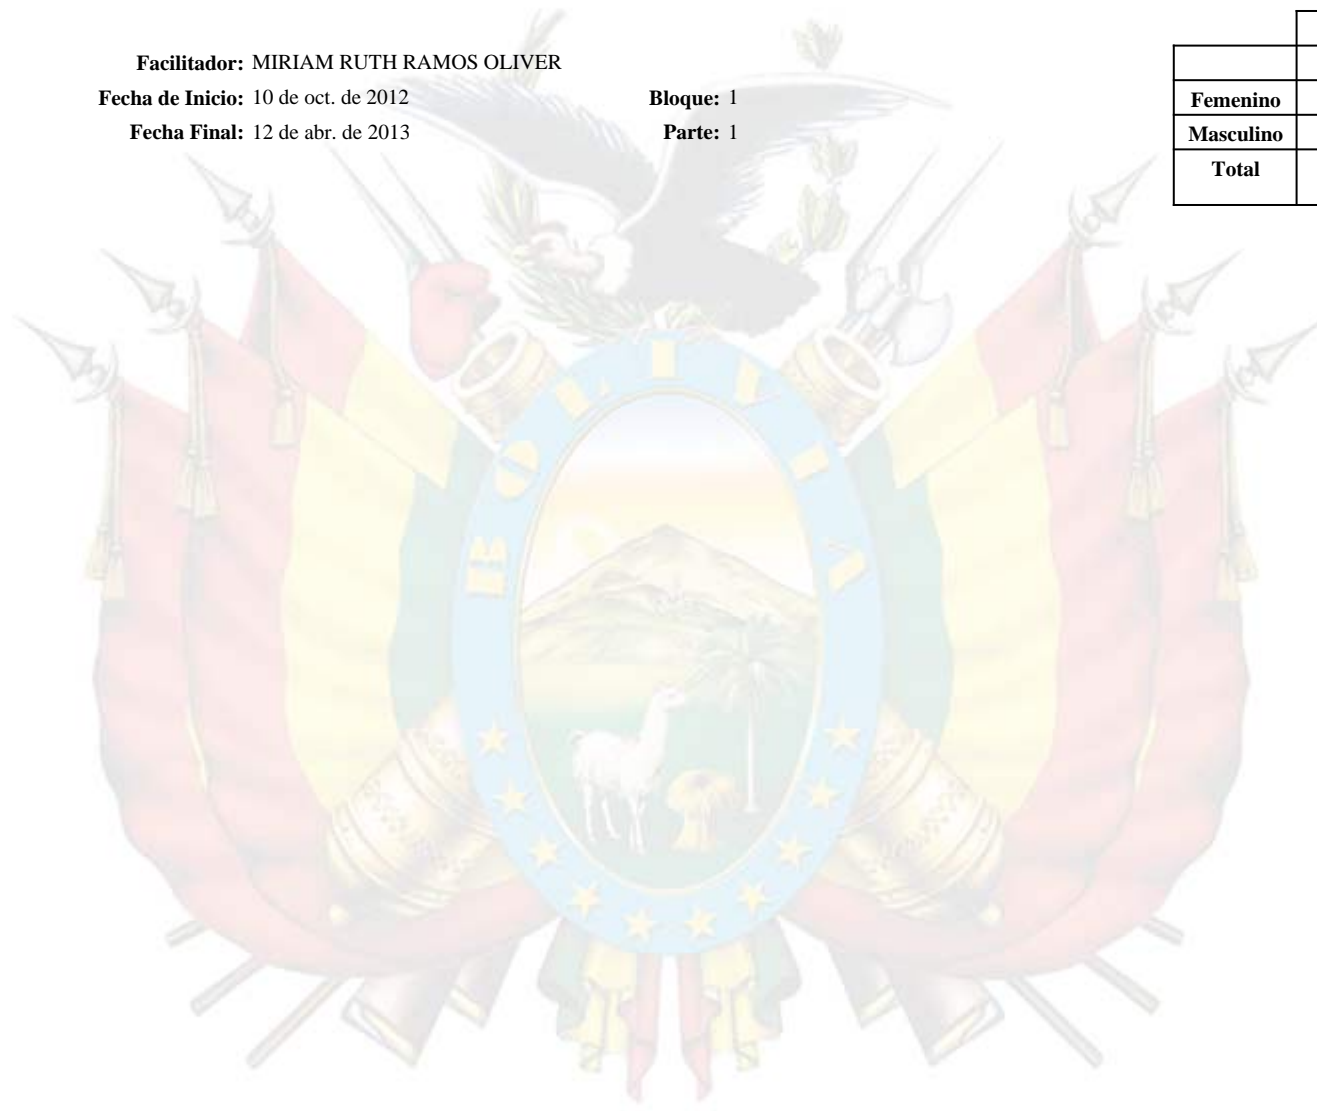 Facilitador: MIRIAM RUTH RAMOS OLIVER
Fecha de Inicio: 10 de oct. de 2012 Bloque: 1
Fecha Final: 12 de abr. de 2013 Parte: 1
Femenino
Masculino
Total
BOLIVIA